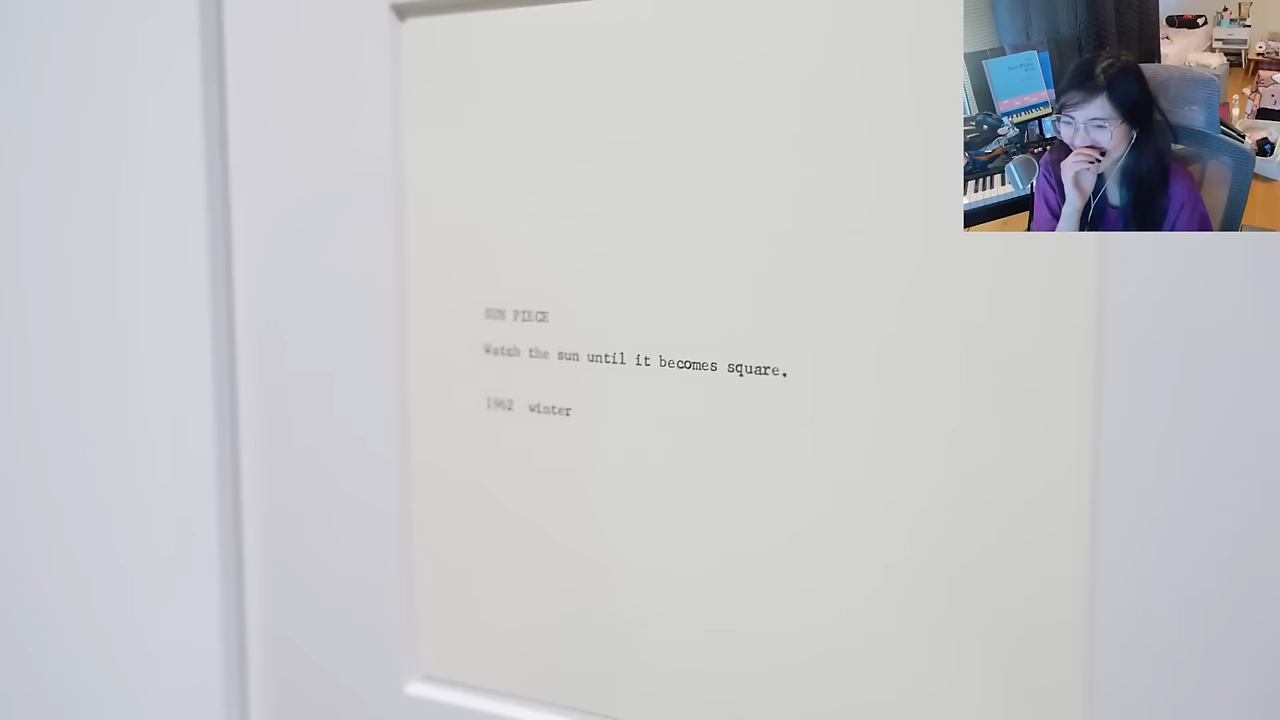 SUN PIECE
Watch the sun until it becomes square.
1962 winter